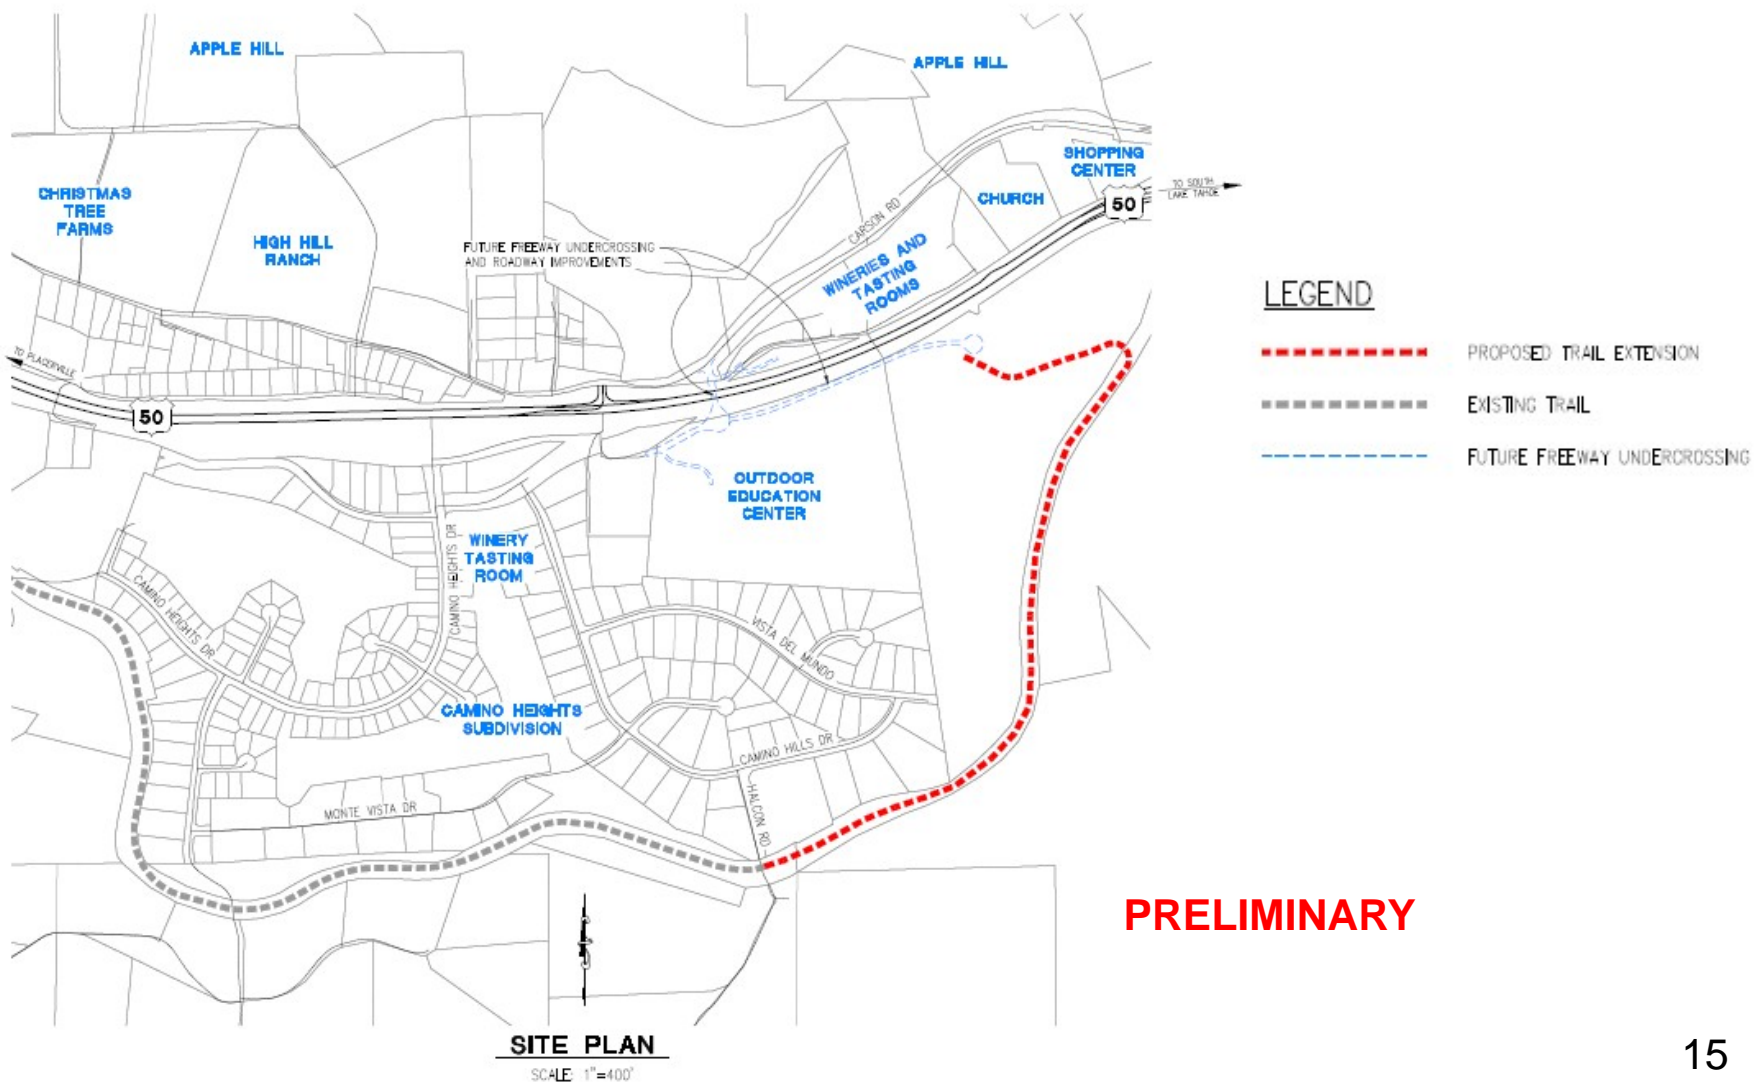 APPLE HILL
APPLE HILL
SHOPPING
CENTER
CHRISTMAS
TREE
FARMS
CHURCH
50
TO SOUTH
LAKE TAHOE
CARSON RD
HIGH HILL
RANCH
FUTURE FREEWAY UNDERCROSSING
AND ROADWAY IMPROVEMENTS
WINERIES AND
TASTING
ROOMS
TO PLACERVILLE
50
OUTDOOR
EDUCATION
CENTER
WINERY
TASTING
ROOM
CAMINO HEIGHTS DR
CAMINO HEIGHTS DR
VISTA DEL MUNDO
CAMINO HEIGHTS
SUBDIVISION
CAMINO HILLS DR
MONTE VISTA DR
HALCON RD
LEGEND
PROPOSED TRAIL EXTENSION
EXISTING TRAIL
FUTURE FREEWAY UNDERCROSSING
PRELIMINARY
SITE PLAN
SCALE: 1"=400'
15